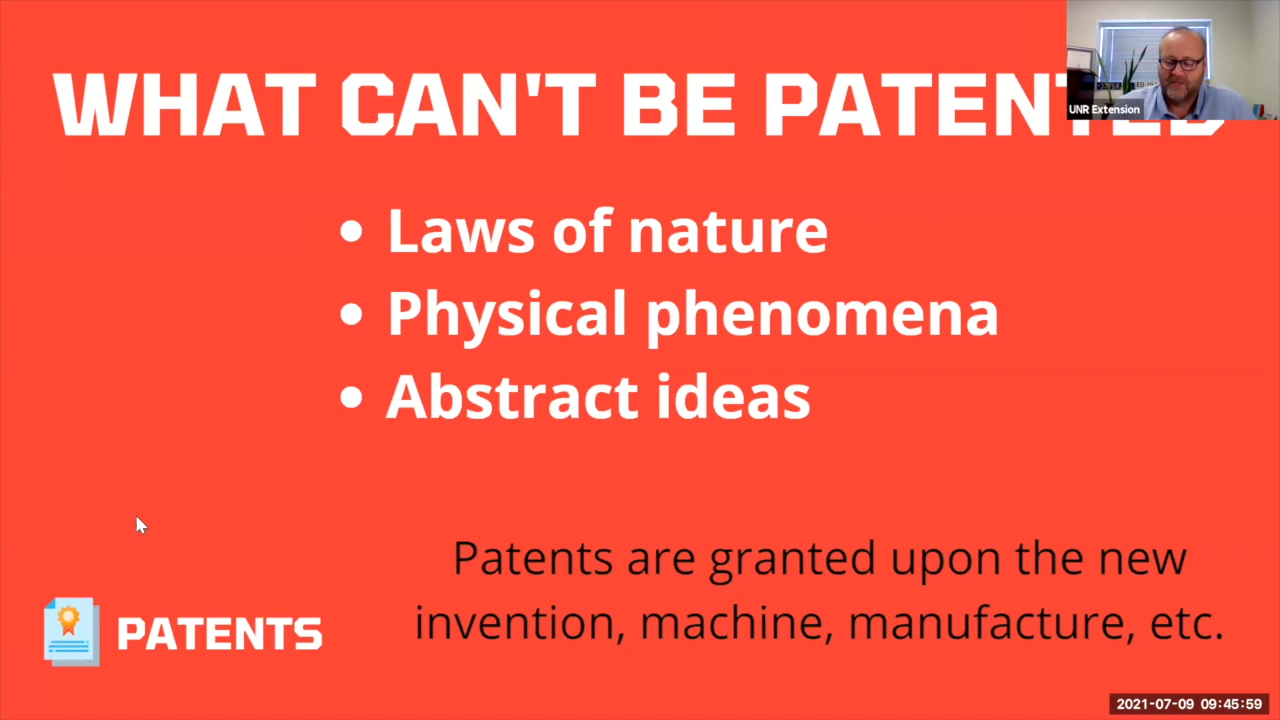 WHAT CAN'T BE PATENTED
UNR Extension
• Laws of nature
• Physical phenomena
• Abstract ideas
Patents are granted upon the new
invention, machine, manufacture, etc.
PATENTS
2021-07-09 09:45:59